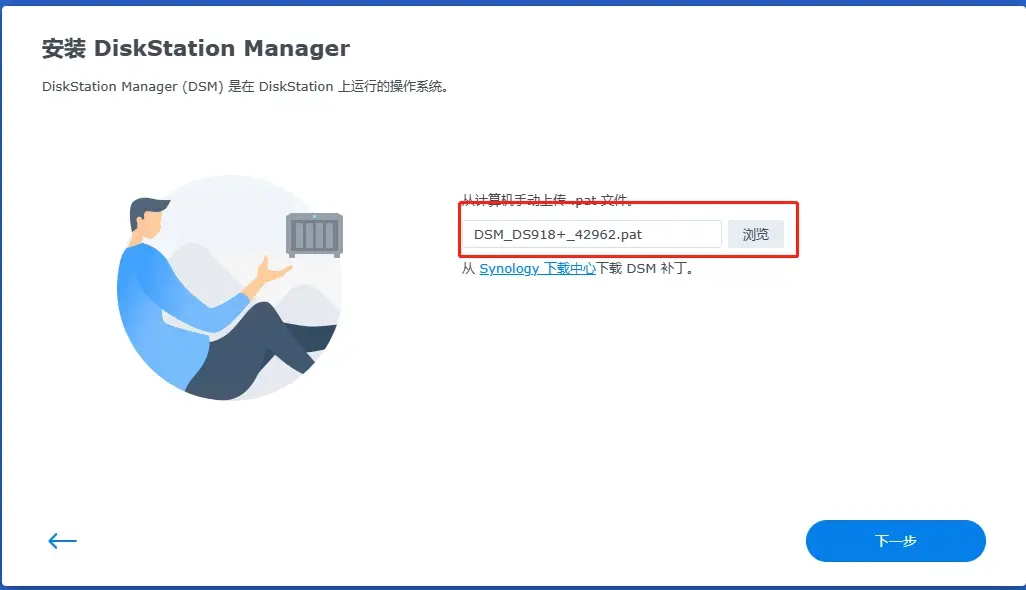 安装 DiskStation Manager
DiskStation Manager (DSM) 是在 DiskStation 上运行的操作系统。
从计算机手动上传 .pat 文件。
DSM_DS918+_42962.pat
浏览
从 Synology 下载中心下载 DSM 补丁。
下一步